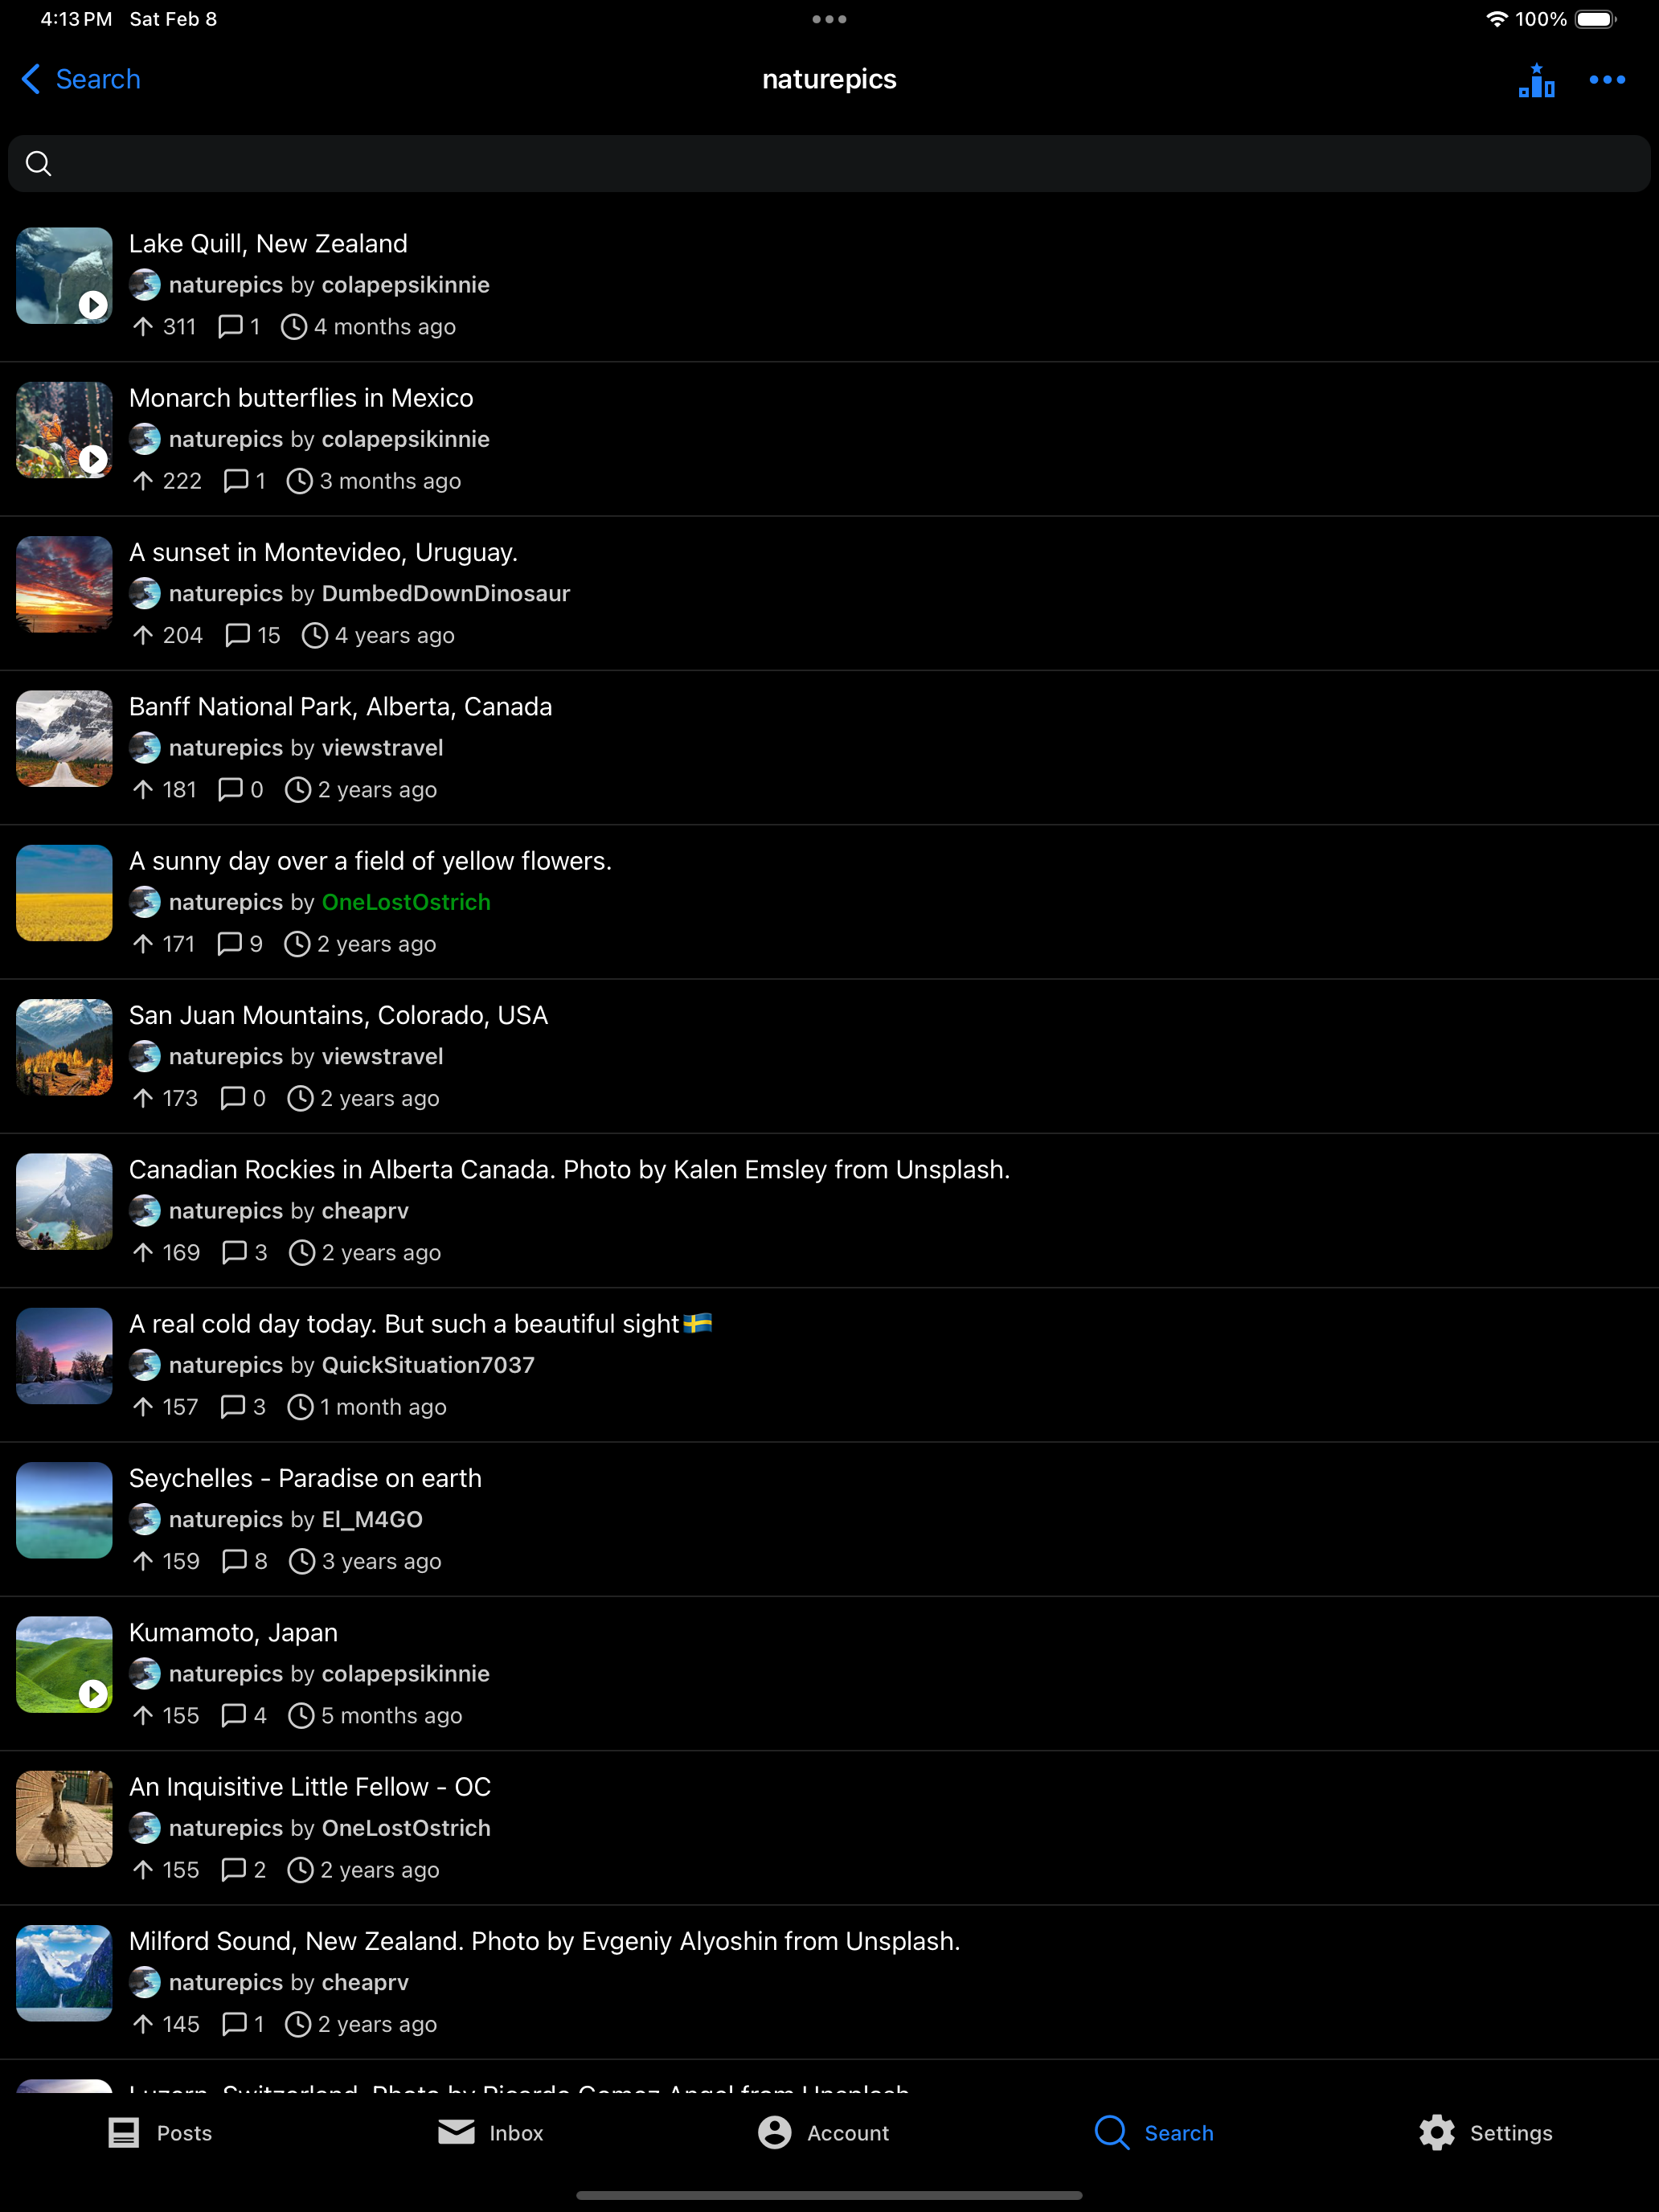 4:13 PM Sat Feb 8 100%
Search naturepics
Lake Quill, New Zealand
naturepics by colapepsikinnie
311 1 4 months ago
Monarch butterflies in Mexico
naturepics by colapepsikinnie
222 1 3 months ago
A sunset in Montevideo, Uruguay.
naturepics by DumbedDownDinosaur
204 15 4 years ago
Banff National Park, Alberta, Canada
naturepics by viewstravel
181 0 2 years ago
A sunny day over a field of yellow flowers.
naturepics by OneLostOstrich
171 9 2 years ago
San Juan Mountains, Colorado, USA
naturepics by viewstravel
173 0 2 years ago
Canadian Rockies in Alberta Canada. Photo by Kalen Emsley from Unsplash.
naturepics by cheaprv
169 3 2 years ago
A real cold day today. But such a beautiful sight🇸🇪
naturepics by QuickSituation7037
157 3 1 month ago
Seychelles - Paradise on earth
naturepics by El_M4GO
159 8 3 years ago
Kumamoto, Japan
naturepics by colapepsikinnie
155 4 5 months ago
An Inquisitive Little Fellow - OC
naturepics by OneLostOstrich
155 2 2 years ago
Milford Sound, New Zealand. Photo by Evgeniy Alyoshin from Unsplash.
naturepics by cheaprv
145 1 2 years ago
Luzern, Switzerland. Photo by Ricardo Gomez Angel from Unsplash.
Posts Inbox Account Search Settings